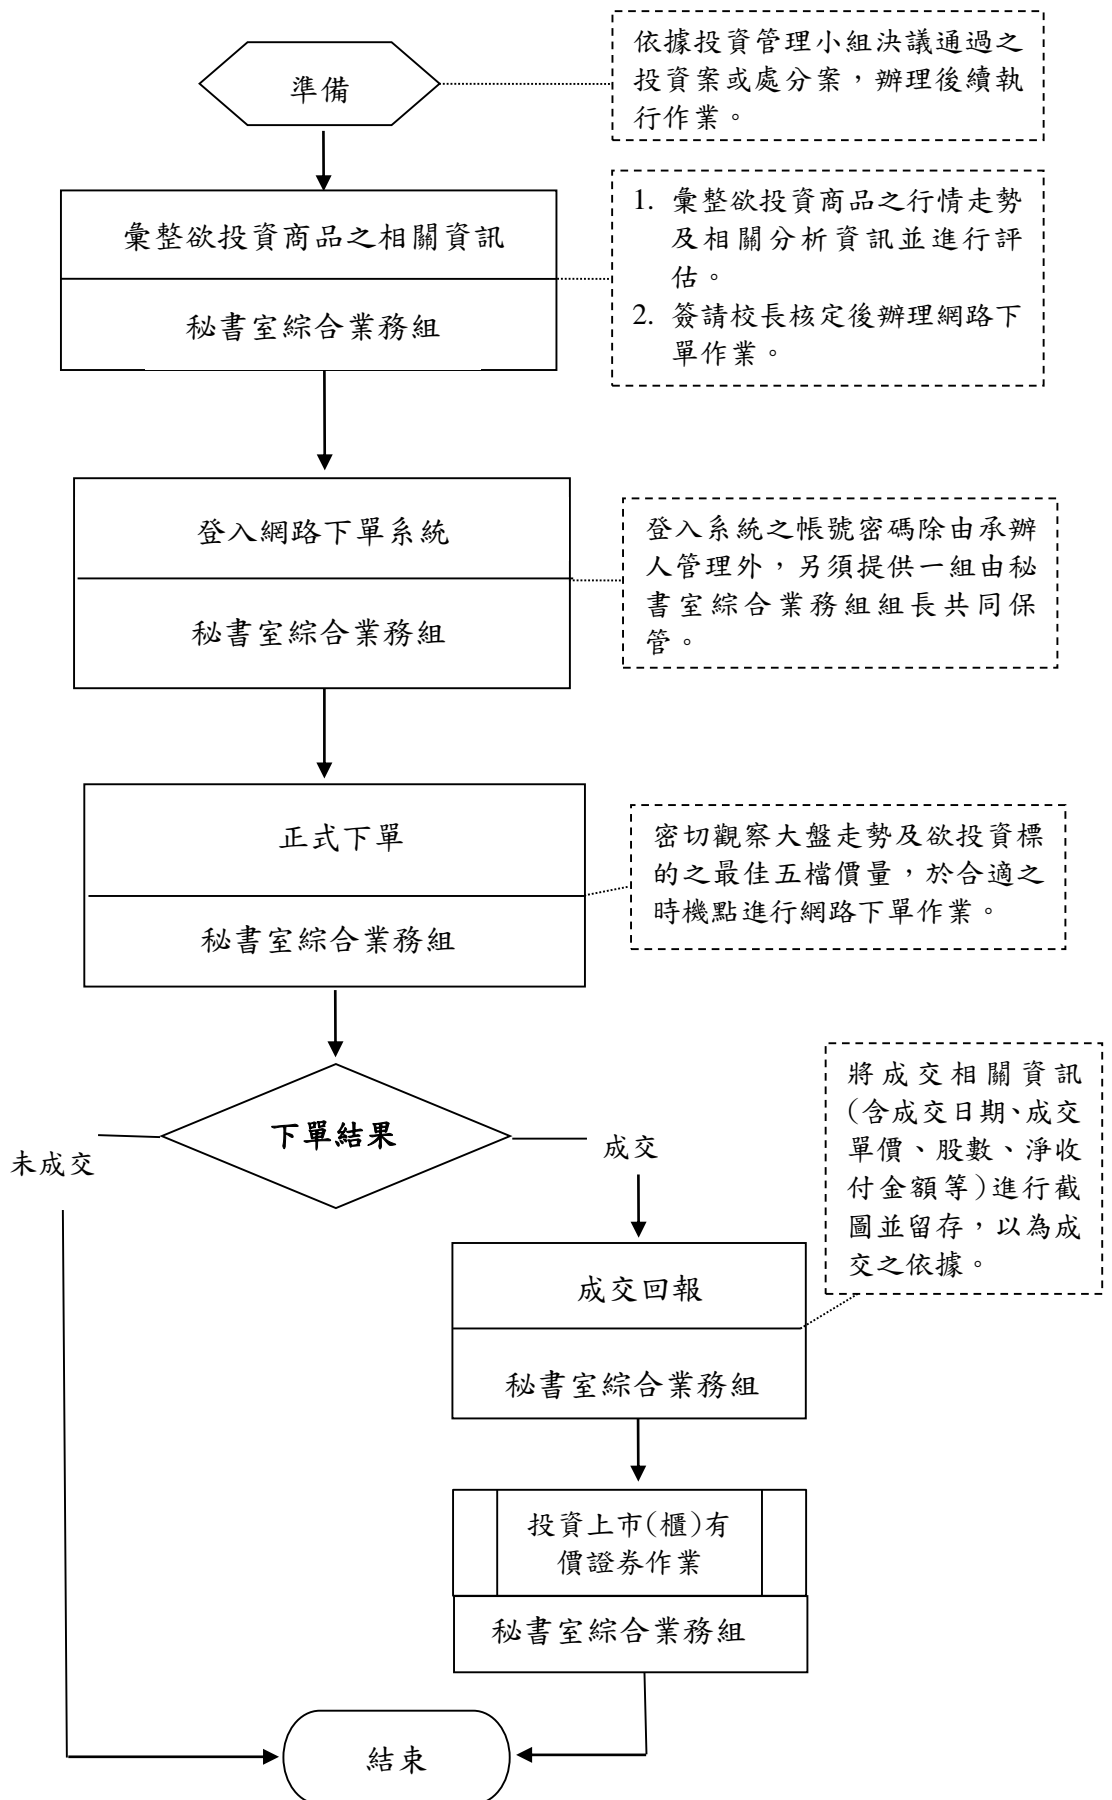 準備
依據投資管理小組決議通過之
投資案或處分案，辦理後續執
行作業。
彙整欲投資商品之相關資訊
秘書室綜合業務組
1. 彙整欲投資商品之行情走勢
及相關分析資訊並進行評
估。
2. 簽請校長核定後辦理網路下
單作業。
登入網路下單系統
秘書室綜合業務組
登入系統之帳號密碼除由承辦
人管理外，另須提供一組由秘
書室綜合業務組組長共同保
管。
正式下單
秘書室綜合業務組
密切觀察大盤走勢及欲投資標
的之最佳五檔價量，於合適之
時機點進行網路下單作業。
下單結果
未成交
成交
將成交相關資訊
(含成交日期、成交
單價、股數、淨收
付金額等)進行截
圖並留存，以為成
交之依據。
成交回報
秘書室綜合業務組
投資上市(櫃)有
價證券作業
秘書室綜合業務組
結束